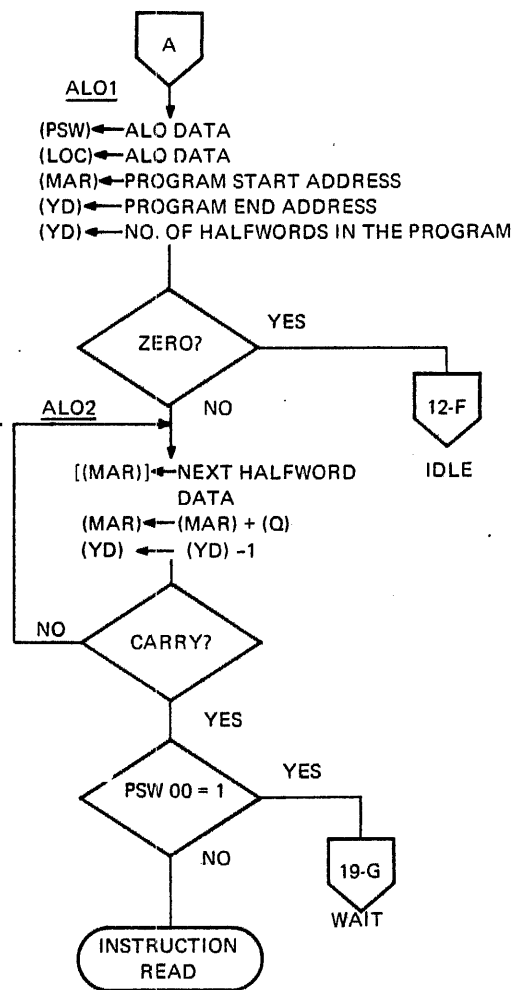 A
ALO1
(PSW)←ALO DATA
(LOC)←ALO DATA
(MAR)←PROGRAM START ADDRESS
(YD)←PROGRAM END ADDRESS
(YD)←NO. OF HALFWORDS IN THE PROGRAM
ZERO?
YES
12-F
IDLE
NO
ALO2
[(MAR)]←NEXT HALFWORD
DATA
(MAR)←(MAR) + (Q)
(YD) ← (YD) -1
NO
CARRY?
YES
PSW 00 = 1
YES
19-G
WAIT
NO
INSTRUCTION
READ